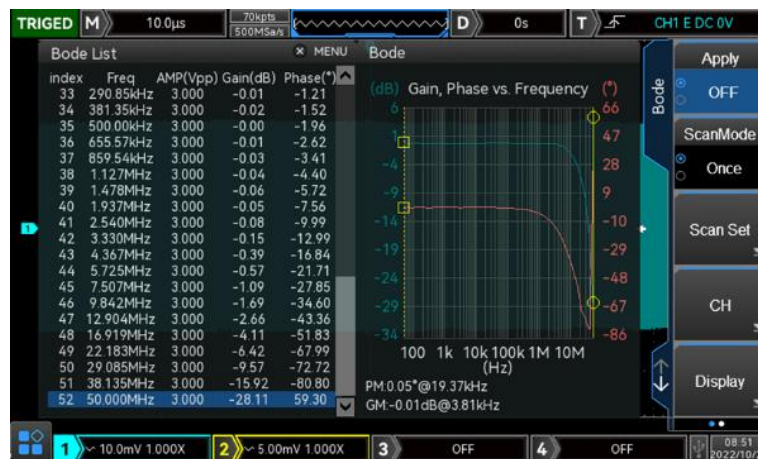 TRIGED M 10.0μs 70kpts 500MSa/s D 0s T CH1 E DC 0V
Bode List MENU
index Freq AMP(Vpp) Gain(dB) Phase(°)
33 290.85kHz 3.000 -0.01 -1.21
34 381.35kHz 3.000 -0.02 -1.52
35 500.00kHz 3.000 -0.00 -1.96
36 655.57kHz 3.000 -0.01 -2.62
37 859.54kHz 3.000 -0.03 -3.41
38 1.127MHz 3.000 -0.04 -4.40
39 1.478MHz 3.000 -0.06 -5.72
40 1.937MHz 3.000 -0.05 -7.56
41 2.540MHz 3.000 -0.08 -9.99
42 3.330MHz 3.000 -0.15 -12.99
43 4.367MHz 3.000 -0.39 -16.84
44 5.725MHz 3.000 -0.57 -21.71
45 7.507MHz 3.000 -1.09 -27.85
46 9.842MHz 3.000 -1.69 -34.60
47 12.904MHz 3.000 -2.66 -43.36
48 16.919MHz 3.000 -4.11 -51.83
49 22.183MHz 3.000 -6.42 -67.99
50 29.085MHz 3.000 -9.57 -72.72
51 38.135MHz 3.000 -15.92 -80.80
52 50.000MHz 3.000 -28.11 59.30
Bode
(dB) Gain, Phase vs. Frequency (°)
6 66
1 47
-4 28
-9 9
-14 -10
-19 -29
-24 -48
-29 -67
-34 -86
100 1k 10k 100k 1M 10M
(Hz)
PM:0.05°@19.37kHz
GM:-0.01dB@3.81kHz
Bode
Apply
OFF
ScanMode
Once
Scan Set
CH
Display
1
1 10.0mV 1.000X 2 5.00mV 1.000X 3 OFF 4 OFF
08:51
2022/10/